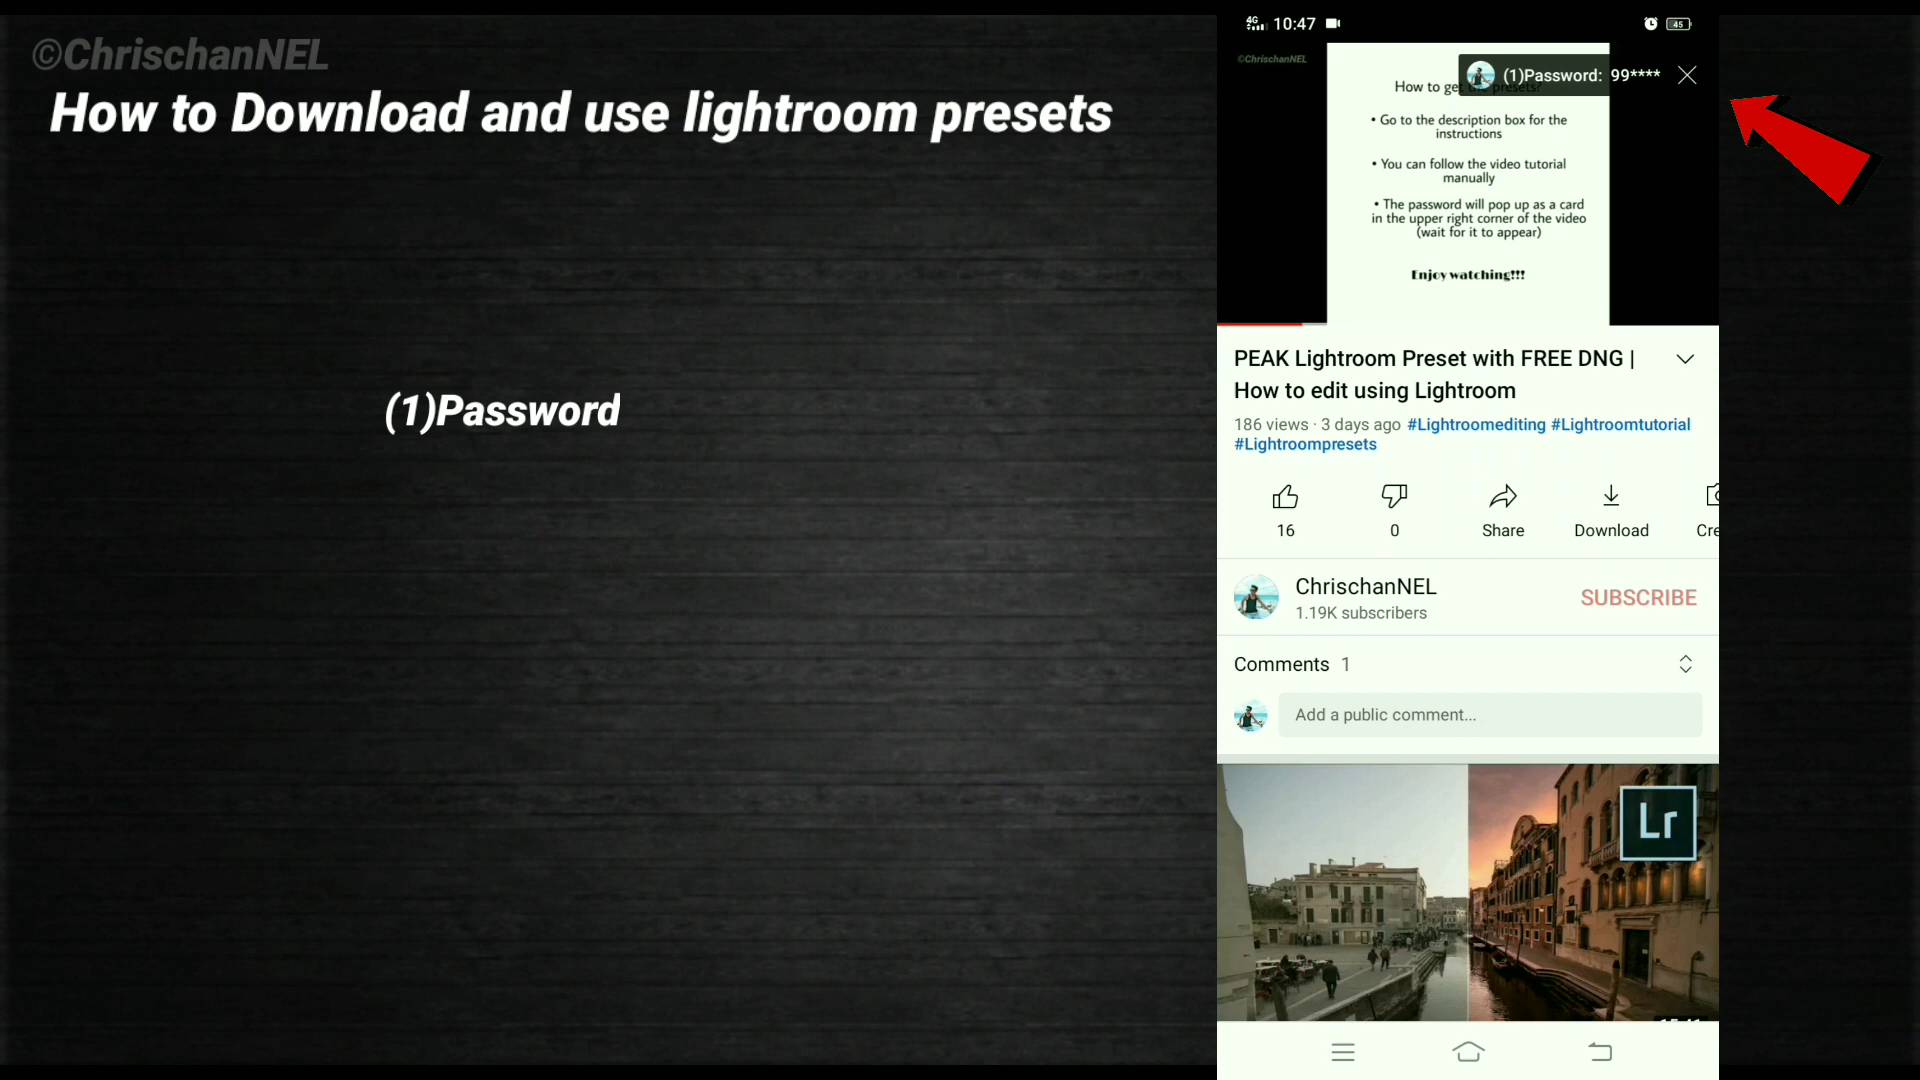 ©ChrischanNEL
How to Download and use lightroom presets
(1)Password
4G 10:47
45
©ChrischanNEL
(1)Password: 99****
How to get the presets?
• Go to the description box for the
instructions
• You can follow the video tutorial
manually
• The password will pop up as a card
in the upper right corner of the video
(wait for it to appear)
Enjoy watching!!!
PEAK Lightroom Preset with FREE DNG |
How to edit using Lightroom
186 views · 3 days ago #Lightroomediting #Lightroomtutorial
#Lightroompresets
16
0
Share
Download
Cre
ChrischanNEL
1.19K subscribers
SUBSCRIBE
Comments 1
Add a public comment...
Lr